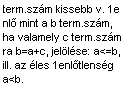 term.szám kissebb v. 1e
nlő mint a b term.szám,
ha valamely c term.szám
ra b=a+c, jelölése: a<=b,
ill. az éles 1enlőtlenség
a<b.